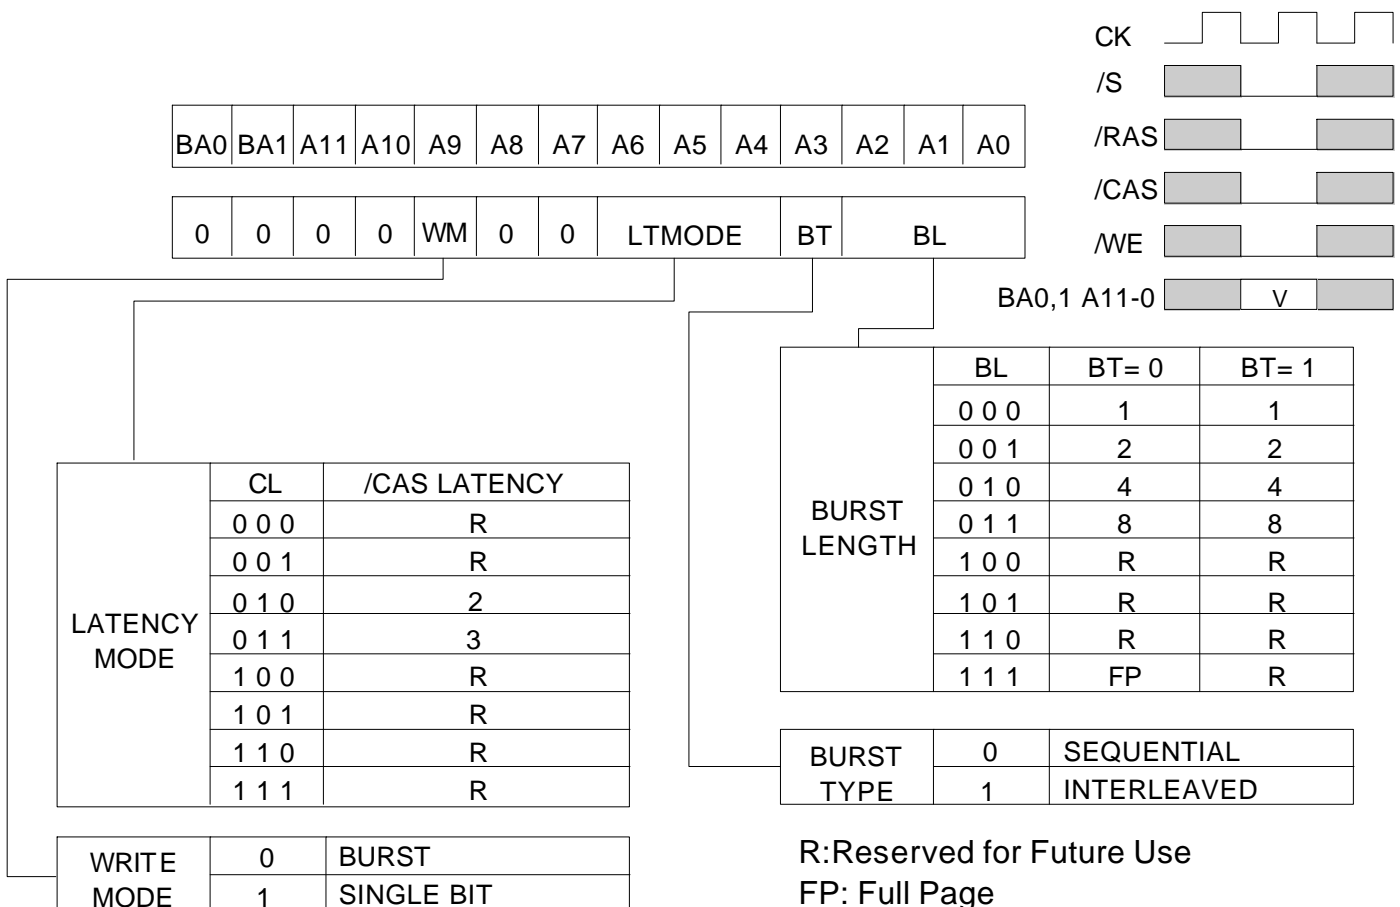 CK
/S
/RAS
/CAS
/WE
BA0,1 A11-0 V
BA0 BA1 A11 A10 A9 A8 A7 A6 A5 A4 A3 A2 A1 A0
0 0 0 0 WM 0 0 LTMODE BT BL
BURST LENGTH
BL BT= 0 BT= 1
0 0 0 1 1
0 0 1 2 2
0 1 0 4 4
0 1 1 8 8
1 0 0 R R
1 0 1 R R
1 1 0 R R
1 1 1 FP R
LATENCY MODE
CL /CAS LATENCY
0 0 0 R
0 0 1 R
0 1 0 2
0 1 1 3
1 0 0 R
1 0 1 R
1 1 0 R
1 1 1 R
BURST TYPE
0 SEQUENTIAL
1 INTERLEAVED
WRITE MODE
0 BURST
1 SINGLE BIT
R:Reserved for Future Use
FP: Full Page